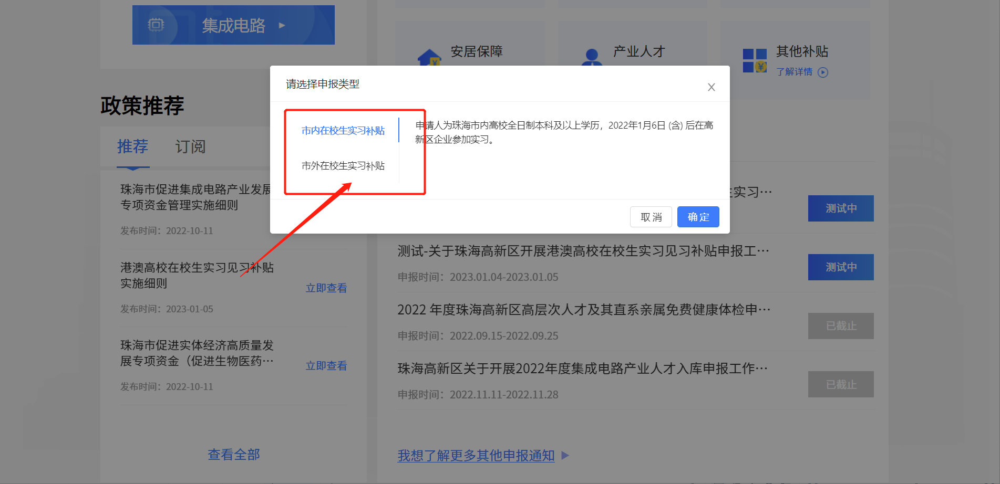 集成电路
安居保障
产业人才
其他补贴
了解详情
政策推荐
推荐
订阅
珠海市促进集成电路产业发展
专项资金管理实施细则
发布时间：2022-10-11
港澳高校在校生实习见习补贴
实施细则
立即查看
发布时间：2023-01-05
珠海市促进实体经济高质量发
展专项资金（促进生物医药…
立即查看
发布时间：2022-10-11
查看全部
请选择申报类型
X
市内在校生实习补贴
市外在校生实习补贴
申请人为珠海市内高校全日制本科及以上学历，2022年1月6日 (含) 后在高
新区企业参加实习。
取 消
确 定
实习…
测试中
测试-关于珠海高新区开展港澳高校在校生实习见习补贴申报工…
申报时间：2023.01.04-2023.01.05
测试中
2022 年度珠海高新区高层次人才及其直系亲属免费健康体检申…
申报时间：2022.09.15-2022.09.25
已截止
珠海高新区关于开展2022年度集成电路产业人才入库申报工作…
申报时间：2022.11.11-2022.11.28
已截止
我想了解更多其他申报通知